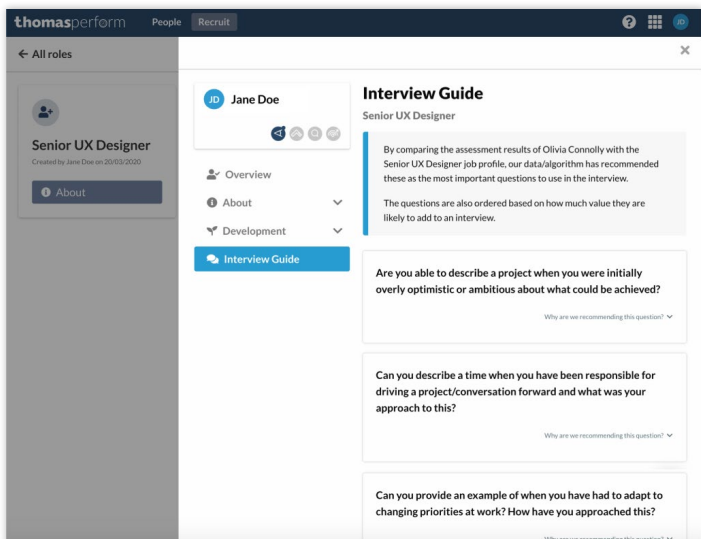 thomasperform People Recruit
? JD
← All roles
Senior UX Designer
Created by Jane Doe on 20/03/2020
About
JD Jane Doe
Overview
About
Development
Interview Guide
Interview Guide
Senior UX Designer
By comparing the assessment results of Olivia Connolly with the
Senior UX Designer job profile, our data/algorithm has recommended
these as the most important questions to use in the interview.
The questions are also ordered based on how much value they are
likely to add to an interview.
Are you able to describe a project when you were initially
overly optimistic or ambitious about what could be achieved?
Why are we recommending this question?
Can you describe a time when you have been responsible for
driving a project/conversation forward and what was your
approach to this?
Why are we recommending this question?
Can you provide an example of when you have had to adapt to
changing priorities at work? How have you approached this?
Why are we recommending this question?